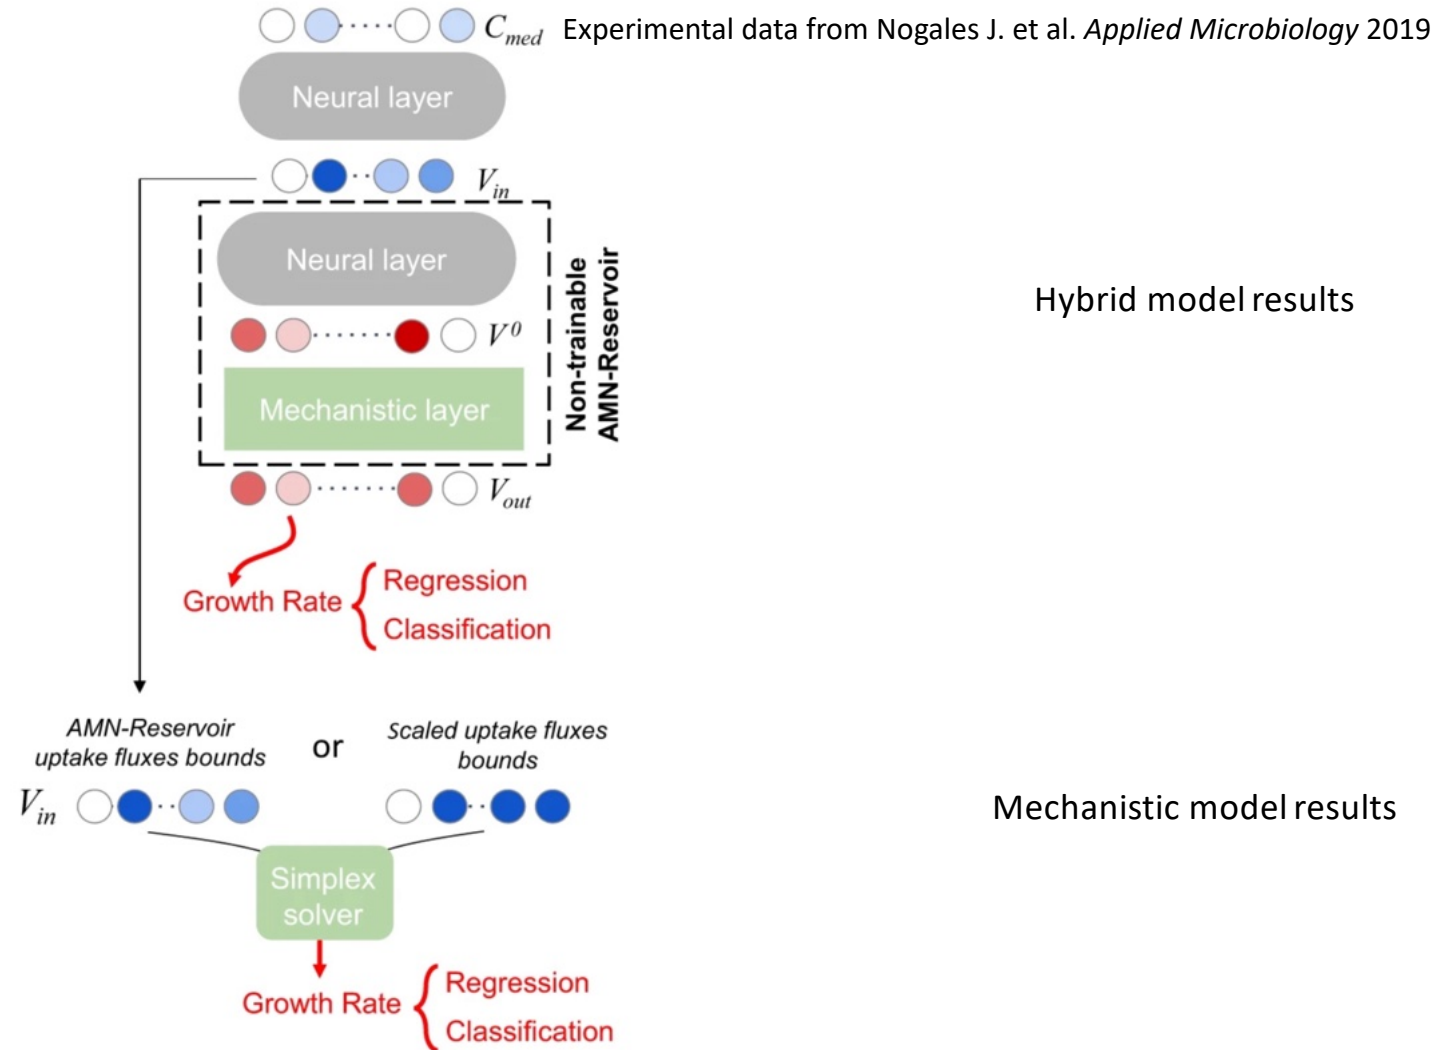 C_med Experimental data from Nogales J. et al. Applied Microbiology 2019
Neural layer
V_in
Neural layer
V^0
Mechanistic layer
Non-trainable
AMN-Reservoir
V_out
Hybrid model results
Growth Rate
Regression
Classification
AMN-Reservoir
uptake fluxes bounds
or
Scaled uptake fluxes
bounds
V_in
Mechanistic model results
Simplex
solver
Growth Rate
Regression
Classification